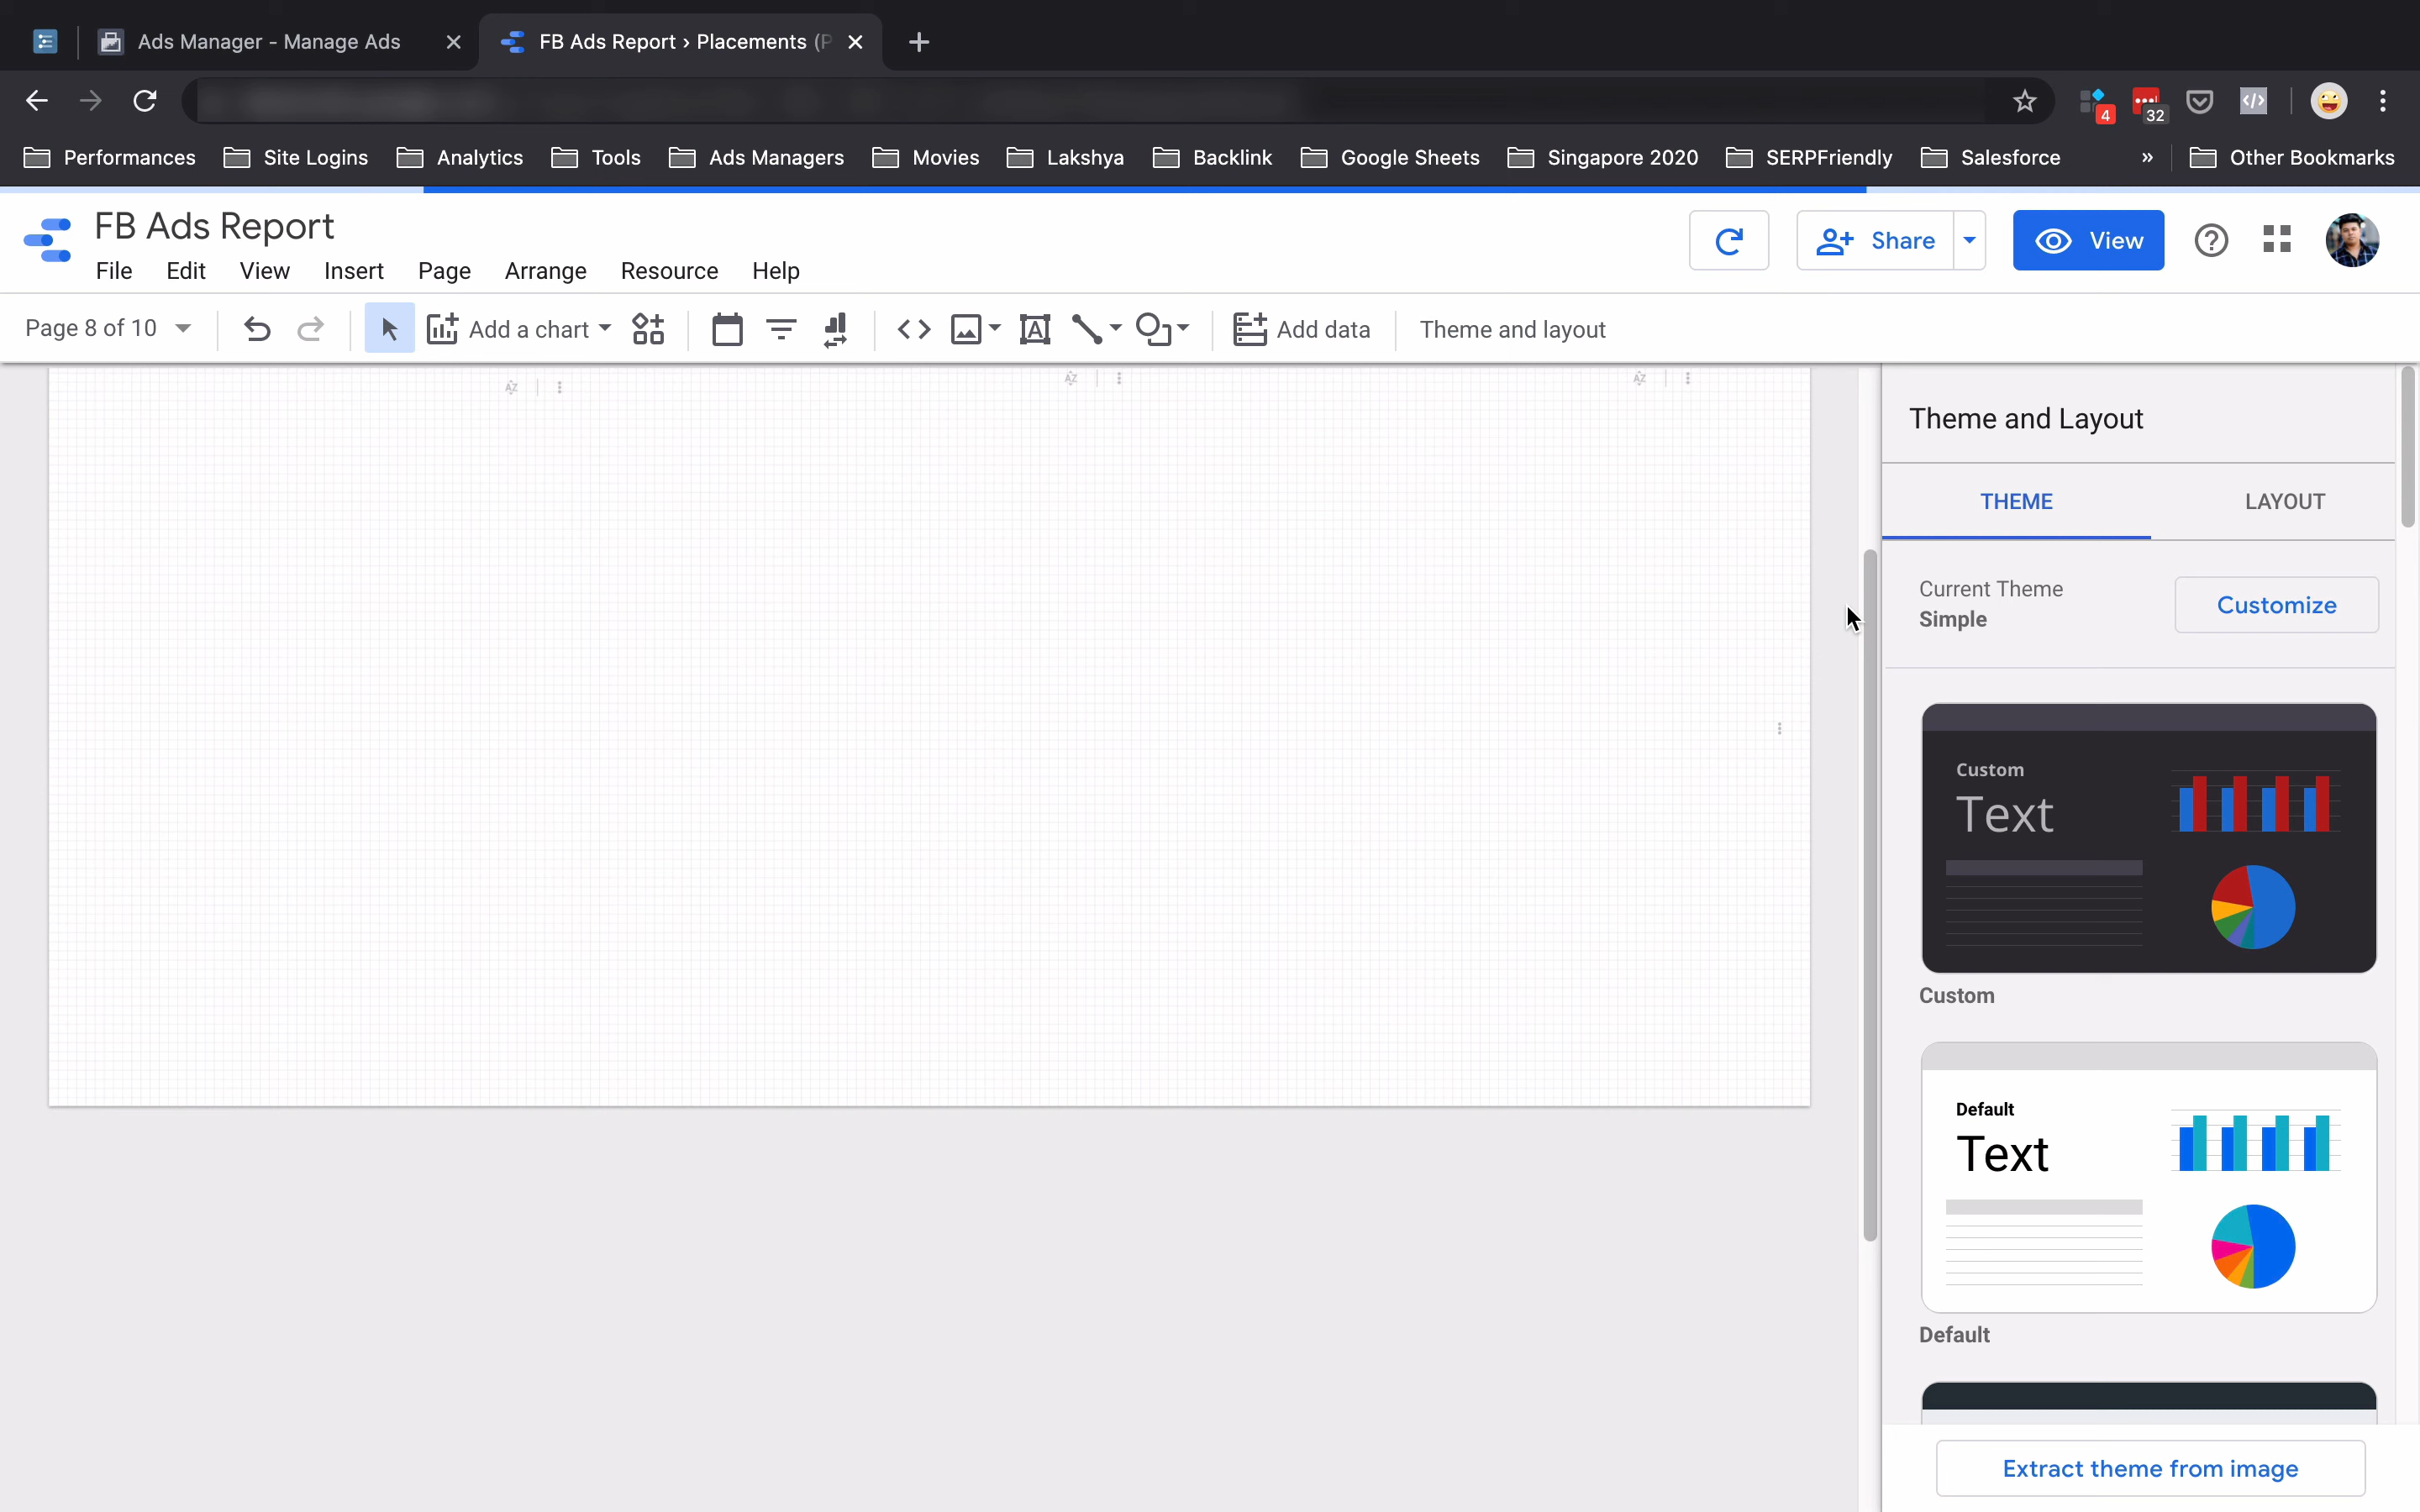 Ads Manager - Manage Ads
FB Ads Report › Placements (P
4
32
Performances Site Logins Analytics Tools Ads Managers Movies Lakshya Backlink Google Sheets Singapore 2020 SERPFriendly Salesforce » Other Bookmarks
FB Ads Report
File Edit View Insert Page Arrange Resource Help
Share
View
Page 8 of 10
Add a chart
Add data
Theme and layout
Theme and Layout
THEME LAYOUT
Current Theme
Simple
Customize
Custom
Text
Custom
Default
Text
Default
Extract theme from image